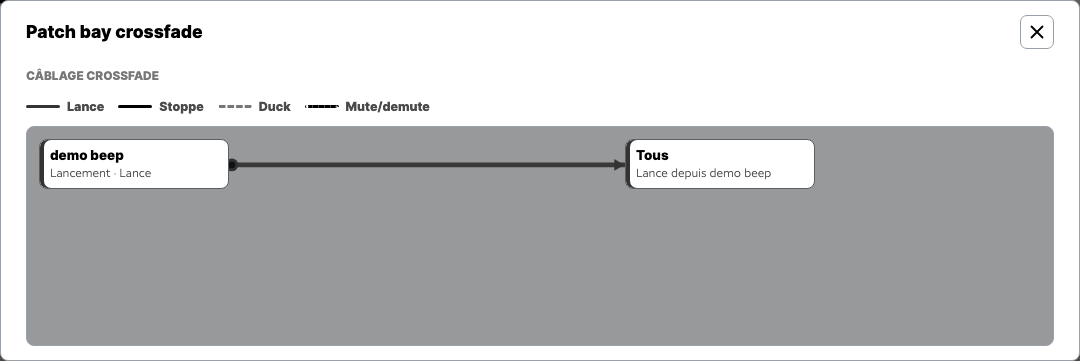 Patch bay crossfade
CÂBLAGE CROSSFADE
Lance Stoppe Duck Mute/demute
demo beep
Lancement · Lance
Tous
Lance depuis demo beep